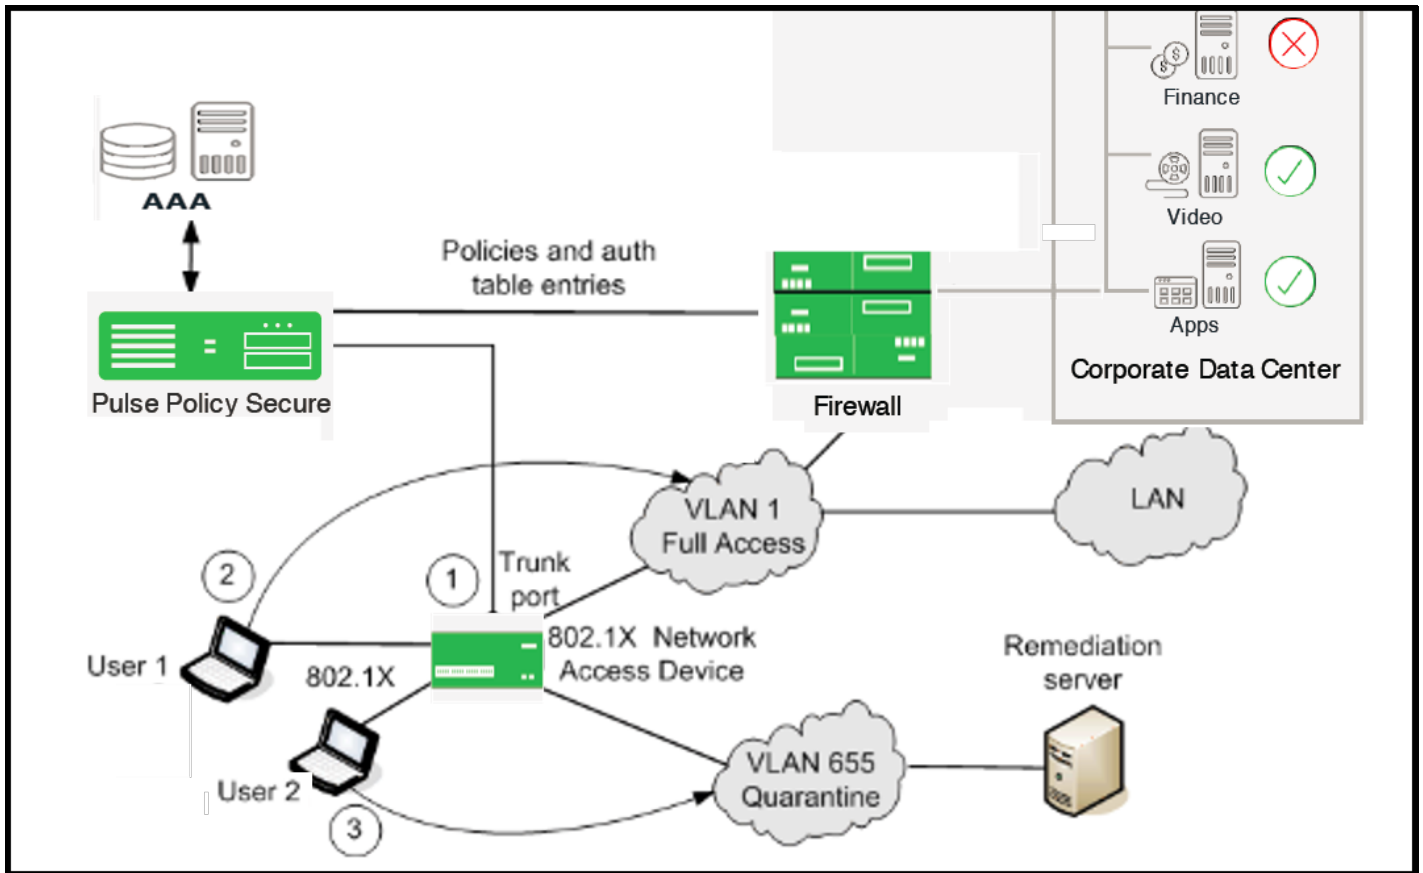 Finance
Video
Apps
Corporate Data Center
AAA
Policies and auth
table entries
Pulse Policy Secure
Firewall
VLAN 1
Full Access
LAN
2
1
Trunk
port
User 1
802.1X
802.1X Network
Access Device
Remediation
server
User 2
3
VLAN 655
Quarantine